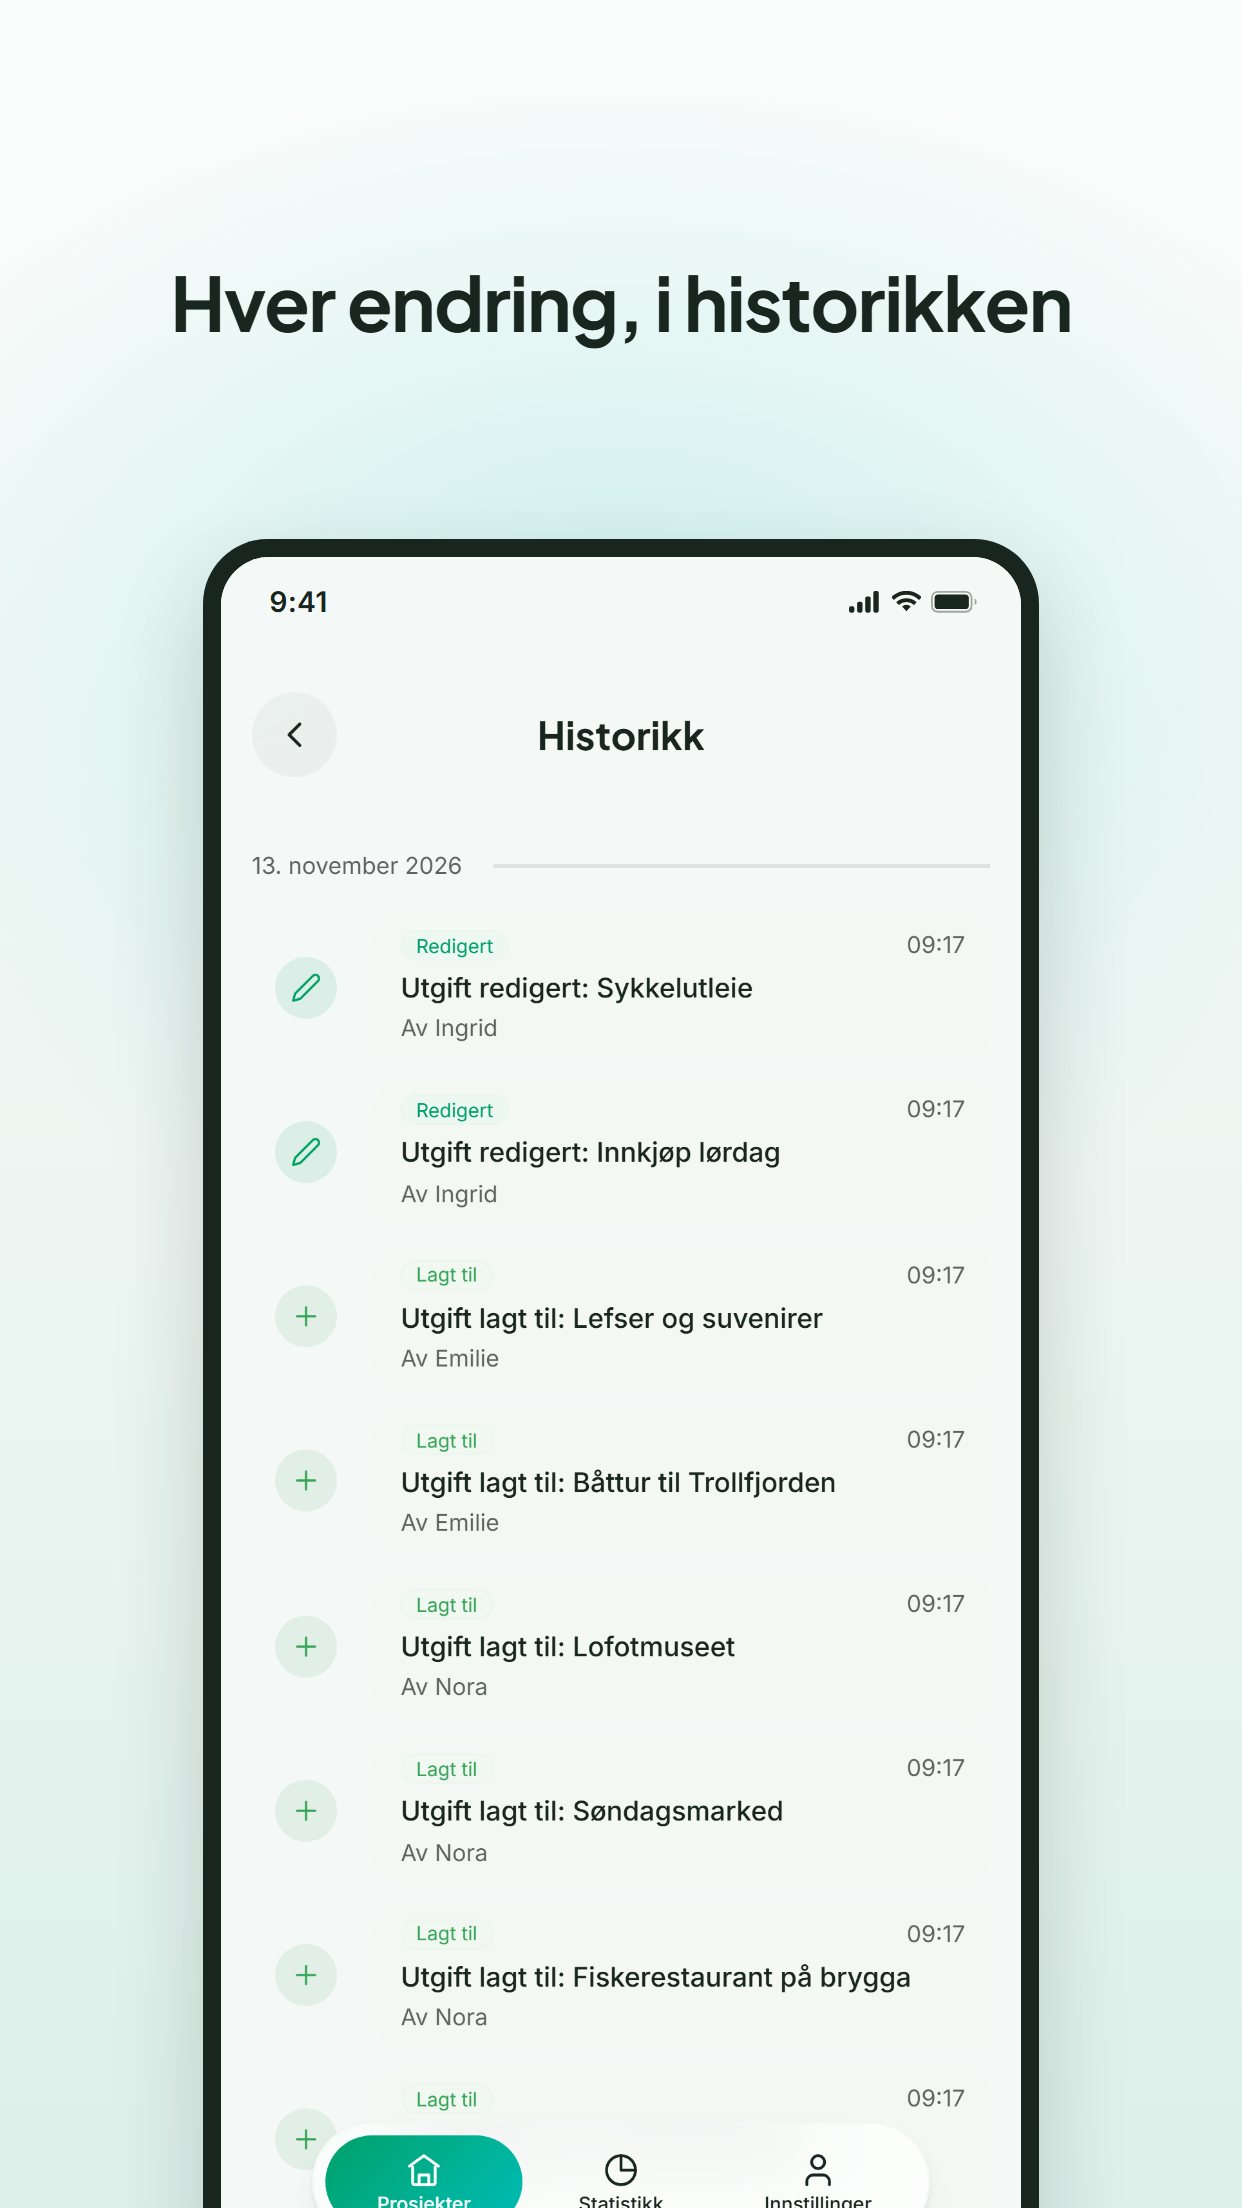 Hver endring, i historikken
9:41
Historikk
13. november 2026
Redigert
09:17
Utgift redigert: Sykkelutleie
Av Ingrid
Redigert
09:17
Utgift redigert: Innkjøp lørdag
Av Ingrid
Lagt til
09:17
Utgift lagt til: Lefser og suvenirer
Av Emilie
Lagt til
09:17
Utgift lagt til: Båttur til Trollfjorden
Av Emilie
Lagt til
09:17
Utgift lagt til: Lofotmuseet
Av Nora
Lagt til
09:17
Utgift lagt til: Søndagsmarked
Av Nora
Lagt til
09:17
Utgift lagt til: Fiskerestaurant på brygga
Av Nora
Lagt til
09:17
Prosjekter
Statistikk
Innstillinger